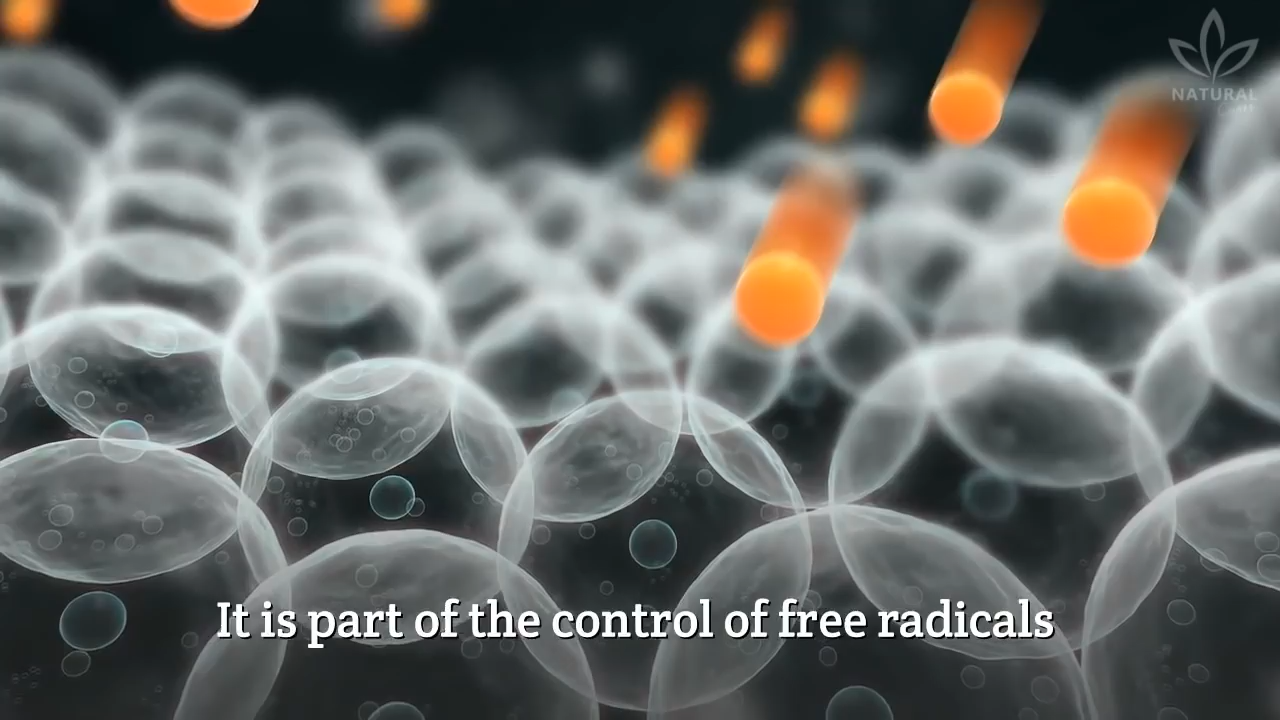 NATURAL
It is part of the control of free radicals